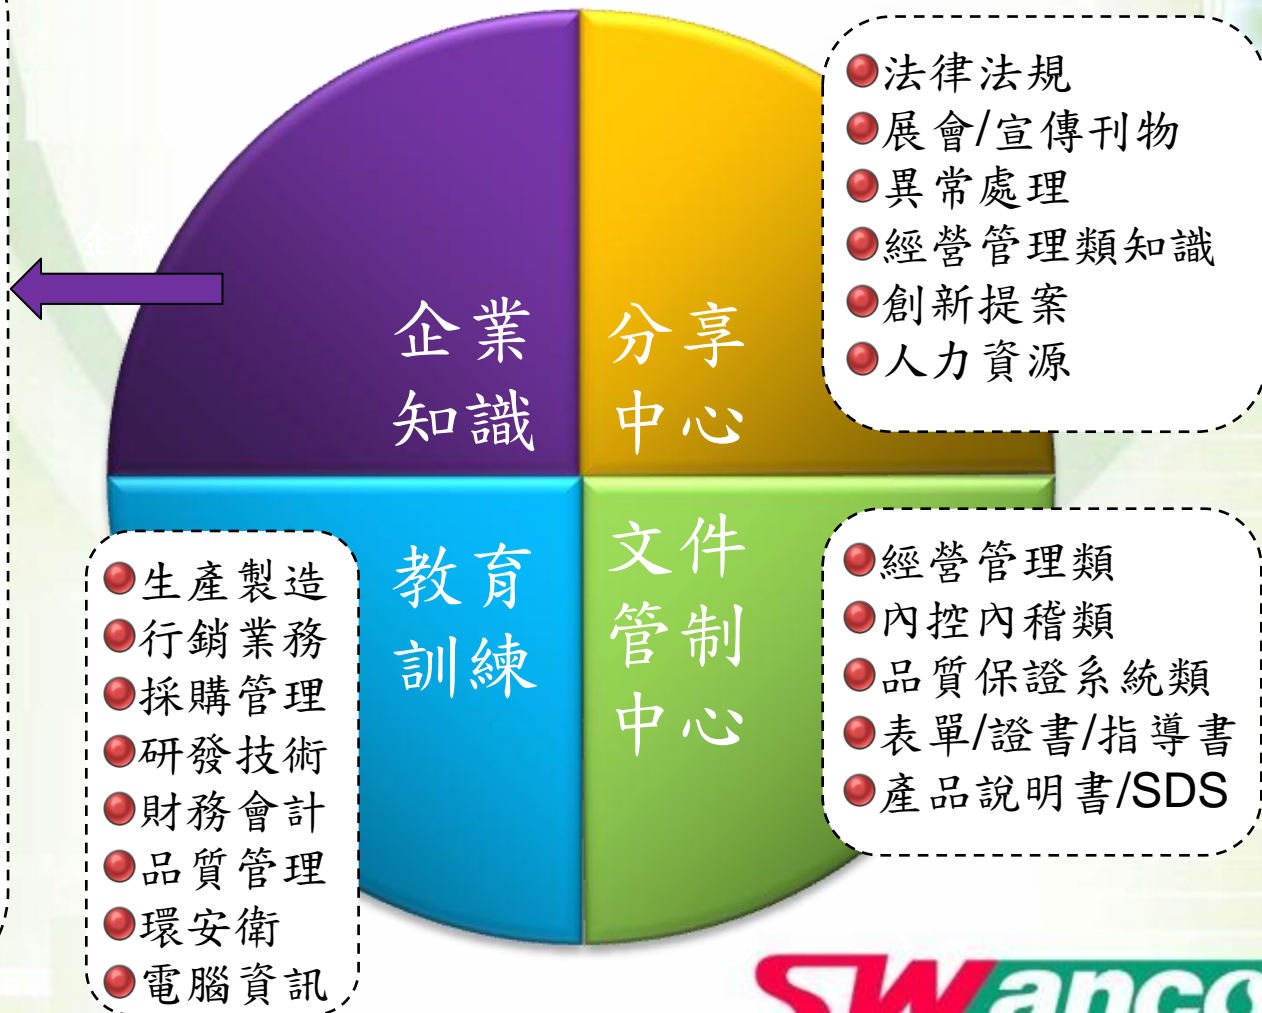 企業
企業
知識
分享
中心
法律法規
展會/宣傳刊物
異常處理
經營管理類知識
創新提案
人力資源
教育
訓練
生產製造
行銷業務
採購管理
研發技術
財務會計
品質管理
環安衛
電腦資訊
文件
管制
中心
經營管理類
內控內稽類
品質保證系統類
表單/證書/指導書
產品說明書/SDS
SWanco